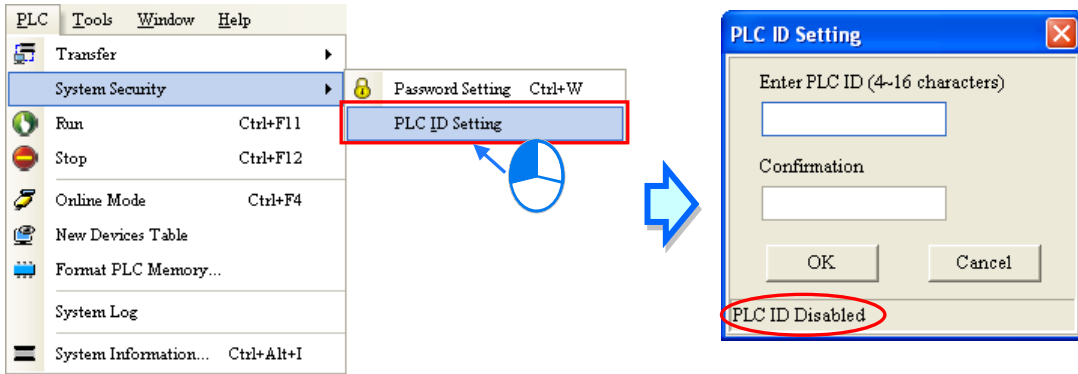 PLC Tools Window Help
Transfer
System Security
Run Ctrl+F11
Stop Ctrl+F12
Online Mode Ctrl+F4
New Devices Table
Format PLC Memory...
System Log
System Information... Ctrl+Alt+I
Password Setting Ctrl+W
PLC ID Setting
PLC ID Setting
Enter PLC ID (4~16 characters)
Confirmation
OK Cancel
PLC ID Disabled